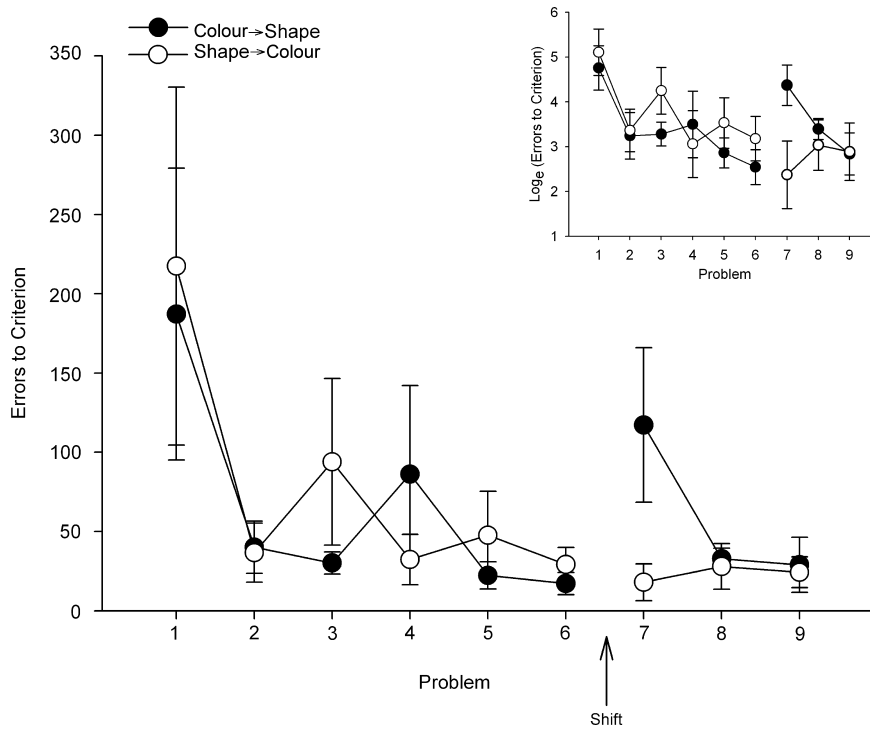 Colour→Shape
Shape→Colour
350
300
250
200
150
100
50
0
Errors to Criterion
1 2 3 4 5 6 7 8 9
Problem
Shift
6
5
4
3
2
1
Loge (Errors to Criterion)
1 2 3 4 5 6 7 8 9
Problem